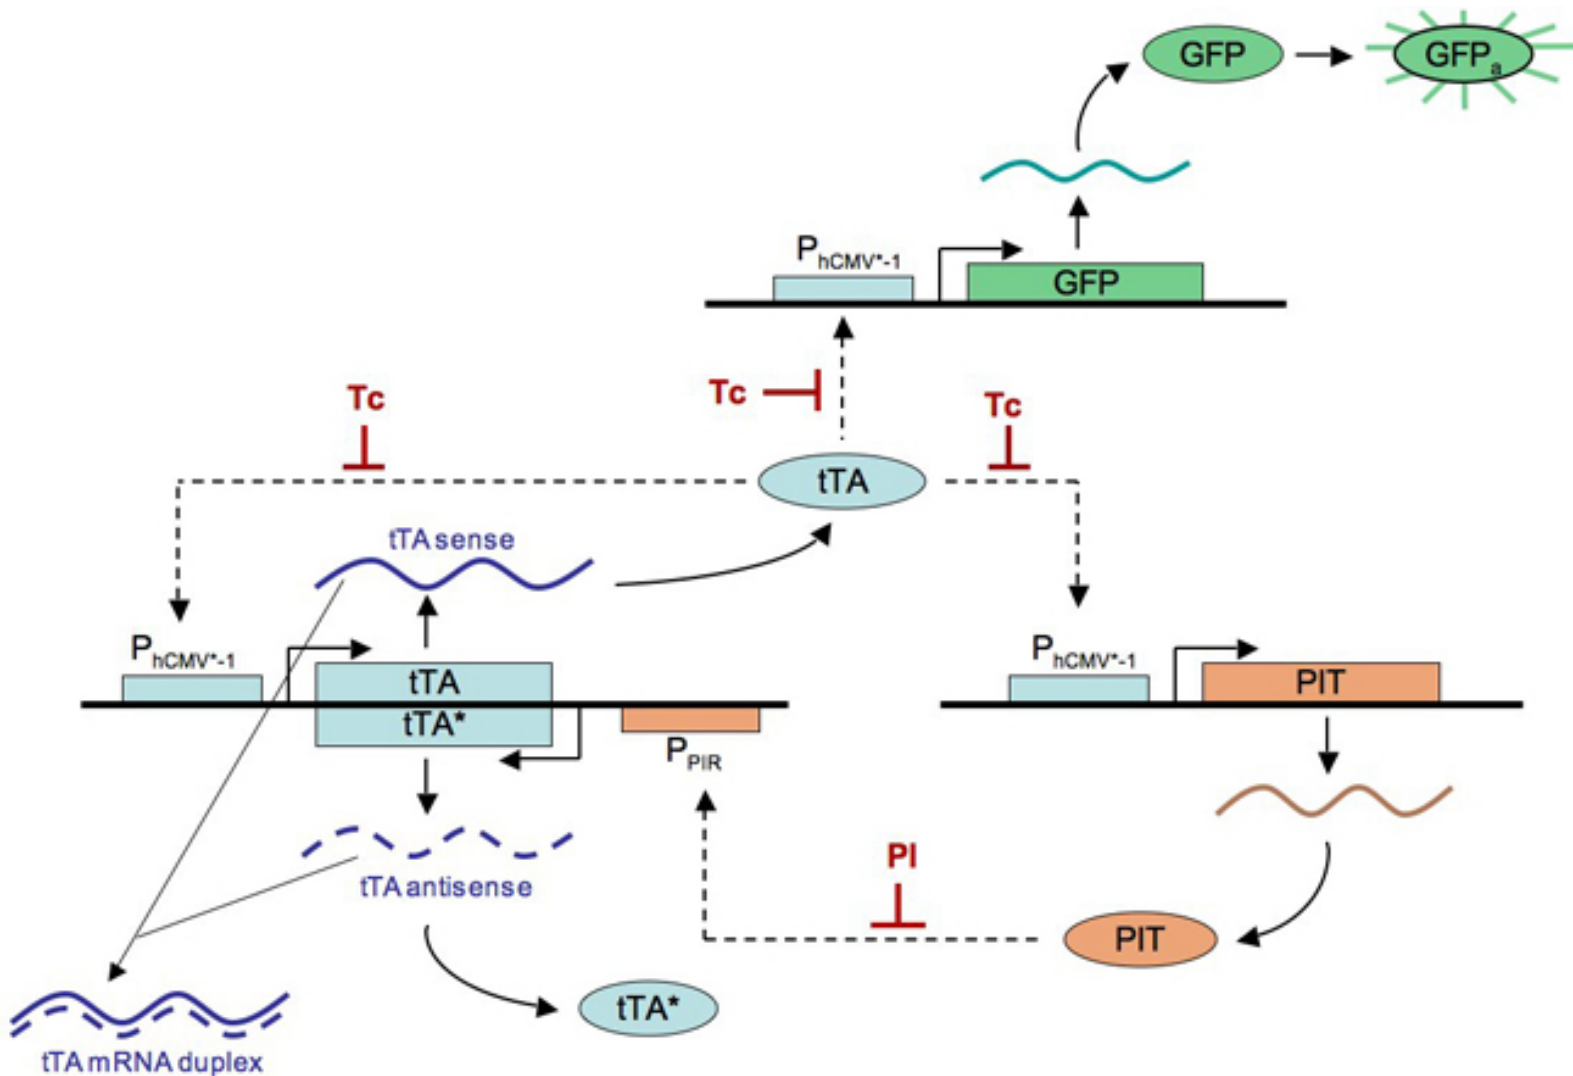 GFP
GFPa
PhCMV*-1
GFP
Tc
Tc
Tc
tTA
tTA sense
PhCMV*-1
tTA
tTA*
PPIR
PhCMV*-1
PIT
tTA antisense
PI
PIT
tTA*
tTA mRNA duplex